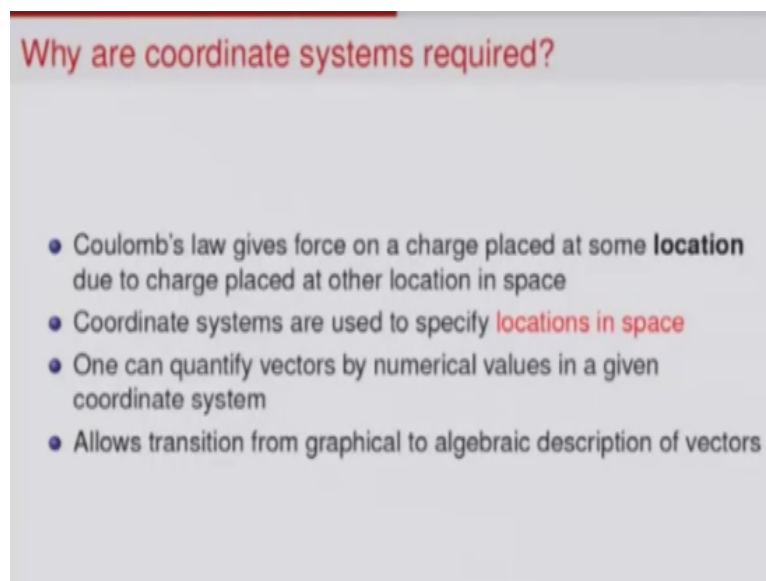 Why are coordinate systems required?
Coulomb's law gives force on a charge placed at some location
due to charge placed at other location in space
Coordinate systems are used to specify locations in space
One can quantify vectors by numerical values in a given
coordinate system
Allows transition from graphical to algebraic description of vectors